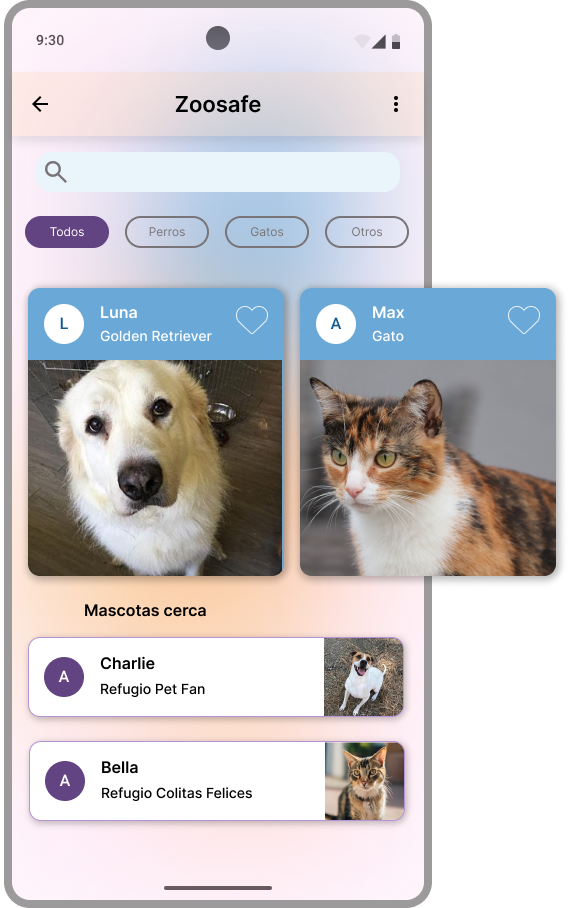 9:30
Zoosafe
Todos
Perros
Gatos
Otros
L
Luna
Golden Retriever
A
Max
Gato
Mascotas cerca
A
Charlie
Refugio Pet Fan
A
Bella
Refugio Colitas Felices